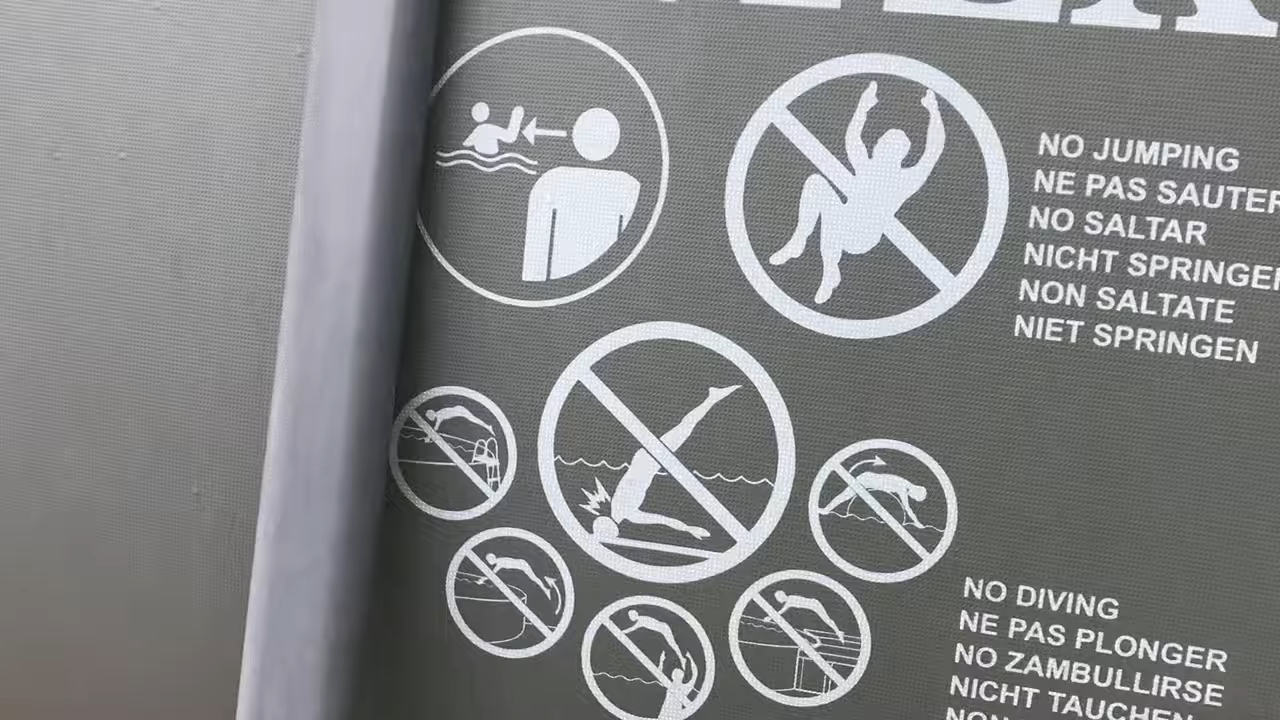 NO JUMPING
NE PAS SAUTER
NO SALTAR
NICHT SPRINGEN
NON SALTATE
NIET SPRINGEN
NO DIVING
NE PAS PLONGER
NO ZAMBULLIRSE
NICHT TAUCHEN
NON